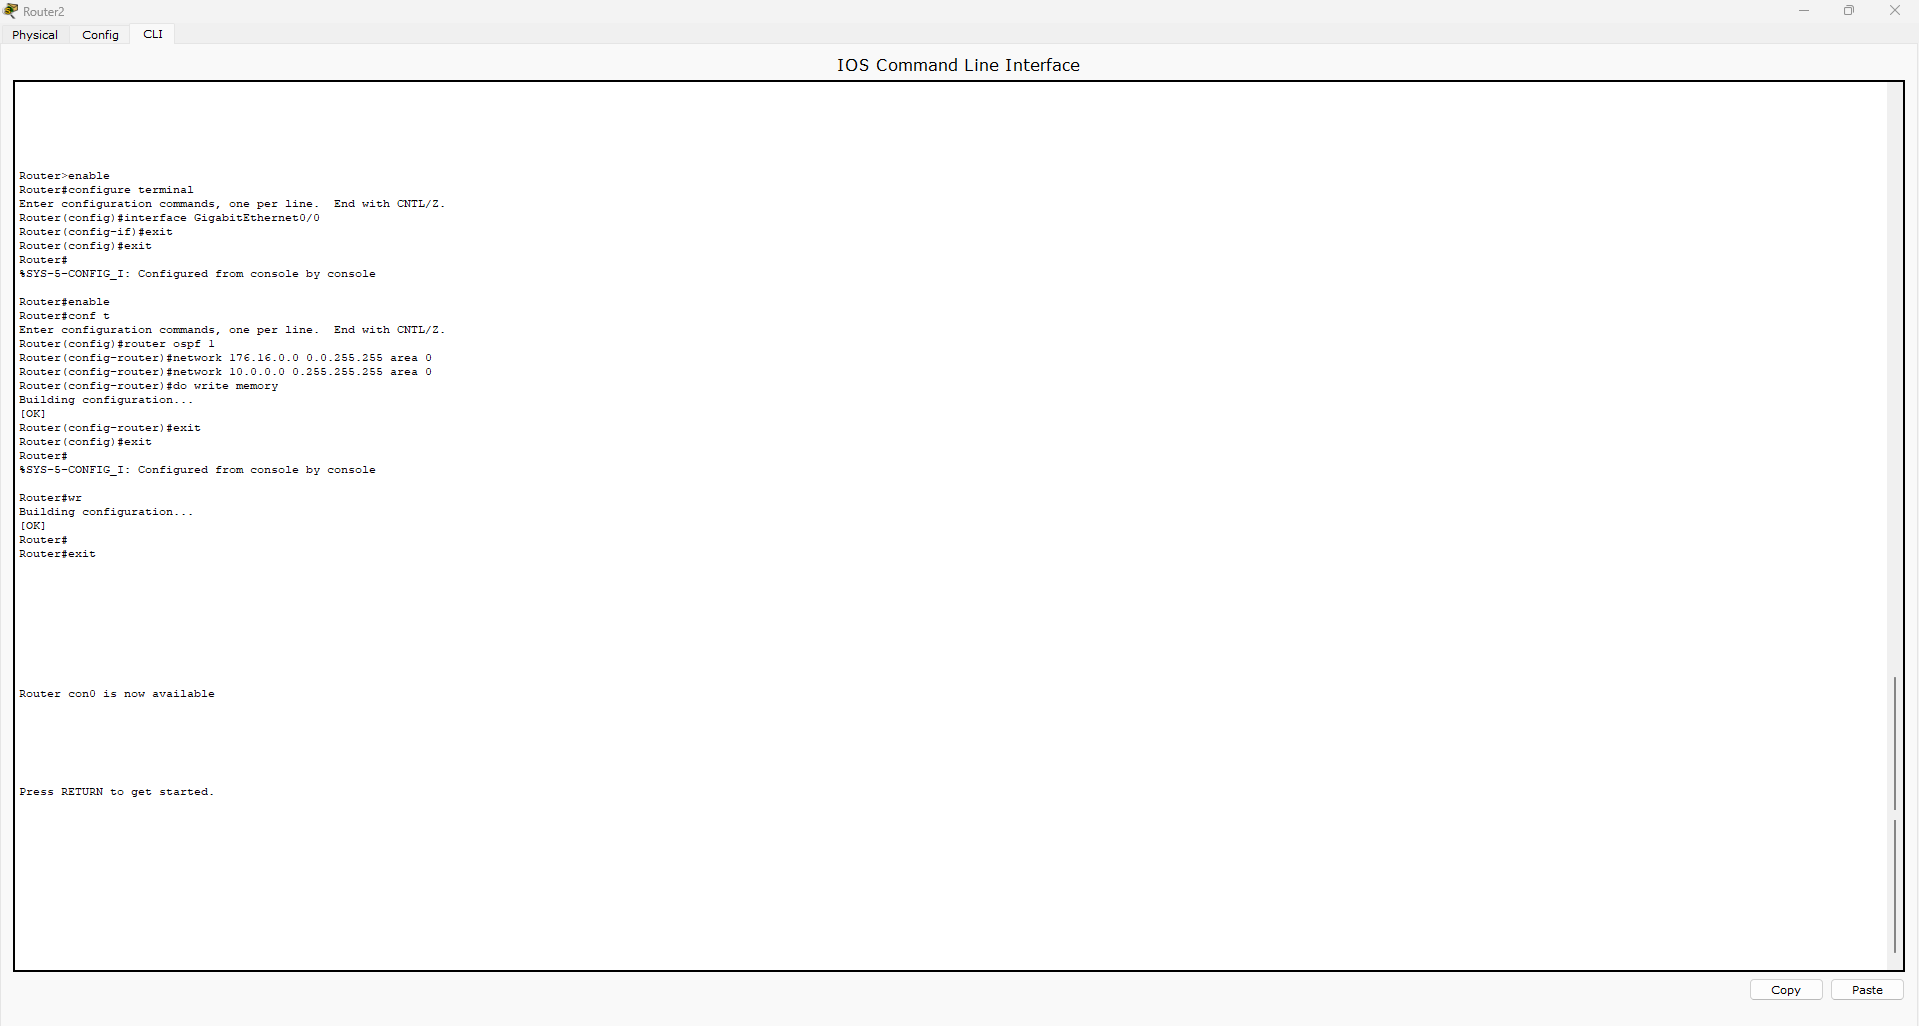 Router2
Physical Config CLI
IOS Command Line Interface
Router>enable
Router#configure terminal
Enter configuration commands, one per line.  End with CNTL/Z.
Router(config)#interface GigabitEthernet0/0
Router(config-if)#exit
Router(config)#exit
Router#
%SYS-5-CONFIG_I: Configured from console by console
Router#enable
Router#conf t
Enter configuration commands, one per line.  End with CNTL/Z.
Router(config)#router ospf 1
Router(config-router)#network 176.16.0.0 0.0.255.255 area 0
Router(config-router)#network 10.0.0.0 0.255.255.255 area 0
Router(config-router)#do write memory
Building configuration...
[OK]
Router(config-router)#exit
Router(config)#exit
Router#
%SYS-5-CONFIG_I: Configured from console by console
Router#wr
Building configuration...
[OK]
Router#
Router#exit
Router con0 is now available
Press RETURN to get started.
Copy Paste